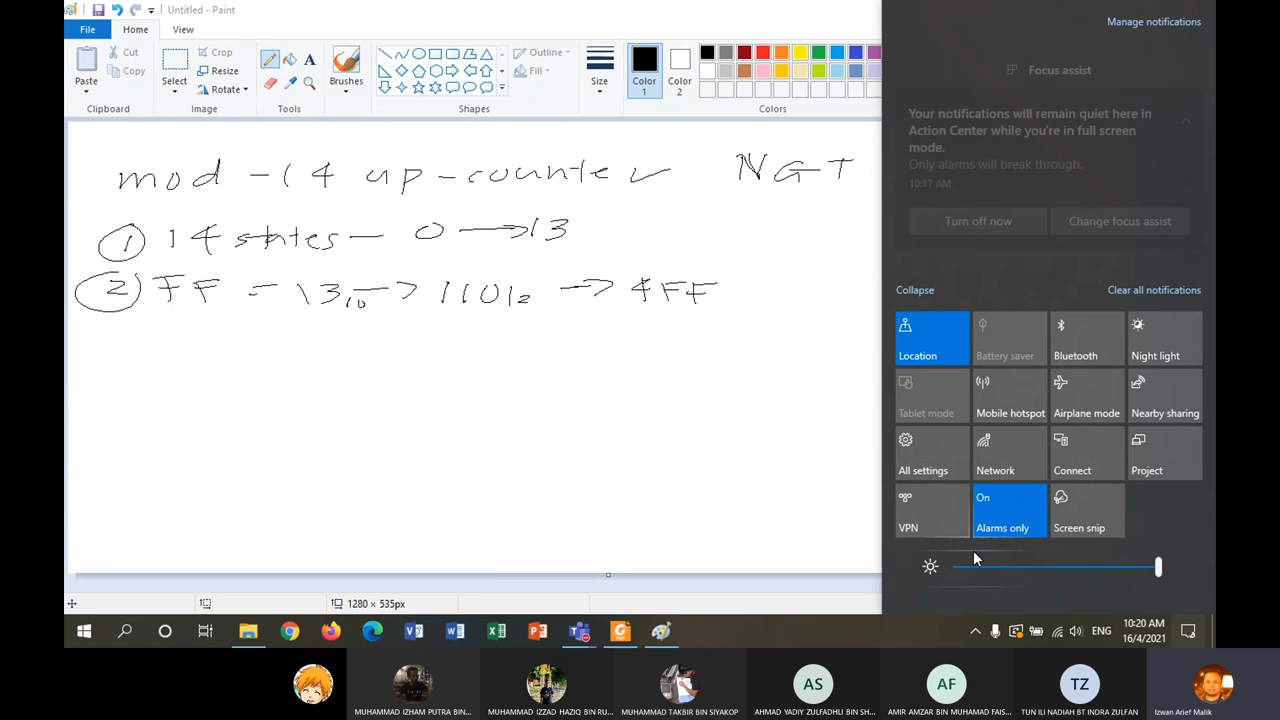 Untitled - Paint
File Home View
Cut
Copy
Paste
Clipboard
Crop
Resize
Rotate
Select
Image
A
Tools
Brushes
Outline
Fill
Shapes
Size
Color 1
Color 2
Colors
mod -14 up-counter NGT
① 14 states — 0 → 13
② FF = 13₁₀ → 1101₂ → 4FF
1280 × 535px
Manage notifications
Focus assist
Your notifications will remain quiet here in
Action Center while you're in full screen
mode.
Only alarms will break through.
10:17 AM
Turn off now Change focus assist
Collapse Clear all notifications
Location Battery saver Bluetooth Night light
Tablet mode Mobile hotspot Airplane mode Nearby sharing
All settings Network Connect Project
On
VPN Alarms only Screen snip
ENG
10:20 AM
16/4/2021
MUHAMMAD IZHAM PUTRA BIN...
MUHAMMAD IZZAD HAZIQ BIN RU...
MUHAMMAD TAKBIR BIN SIYAKOP
AS
AHMAD YADIY ZULFADHLI BIN SH...
AF
AMIR AMZAR BIN MUHAMAD FAIS...
TZ
TUN ILI NADIAH BT INDRA ZULFAN
Izwan Arief Malik